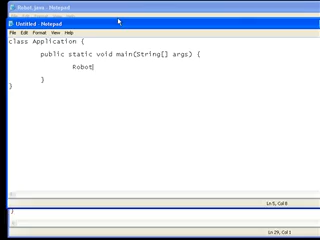 Robot.java - Notepad
Untitled - Notepad
File Edit Format View Help
class Application {
public static void main(String[] args) {
Robot
}
}
Ln 5, Col 8
}
Ln 29, Col 1